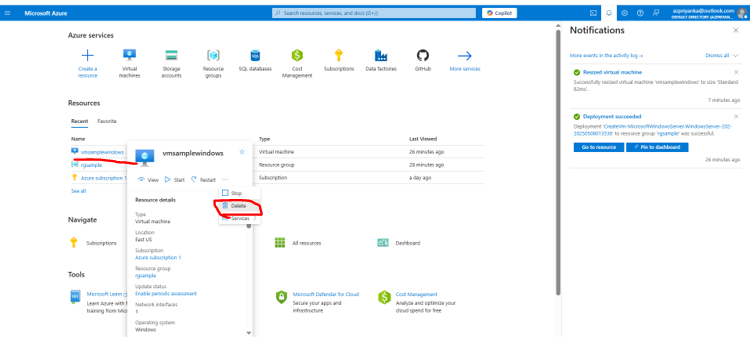 Microsoft Azure
Search resources, services, and docs (G+/)
Copilot
azpriyanka@outlook.com
Azure services
Create a resource
Virtual machines
Storage accounts
Resource groups
SQL databases
Cost Management
Subscriptions
Data factories
GitHub
More services
Resources
Recent
Favorite
Name
Type
Last Viewed
vmsamplewindows
Virtual machine
26 minutes ago
rgsample
Resource group
26 minutes ago
Azure subscription 1
Subscription
a day ago
See all
vmsamplewindows
View
Start
Restart
...
Stop
Delete
Services
Resource details
Type
Virtual machine
Location
East US
Subscription
Azure subscription 1
Resource group
rgsample
Update status
Enable periodic assessment
Network interfaces
1
Operating system
Windows
Navigate
Subscriptions
All resources
Dashboard
Tools
Microsoft Learn
Learn Azure with
training from Mic
Microsoft Defender for Cloud
Secure your apps and
infrastructure
Cost Management
Analyze and optimize your
cloud spend for free
Notifications
More events in the activity log →
Dismiss all
Resized virtual machine
Successfully resized virtual machine 'vmsamplewindows' to size 'Standard
B2ms'.
7 minutes ago
Deployment succeeded
to resource group 'rgsample' was successful.
Go to resource
Pin to dashboard
26 minutes ago